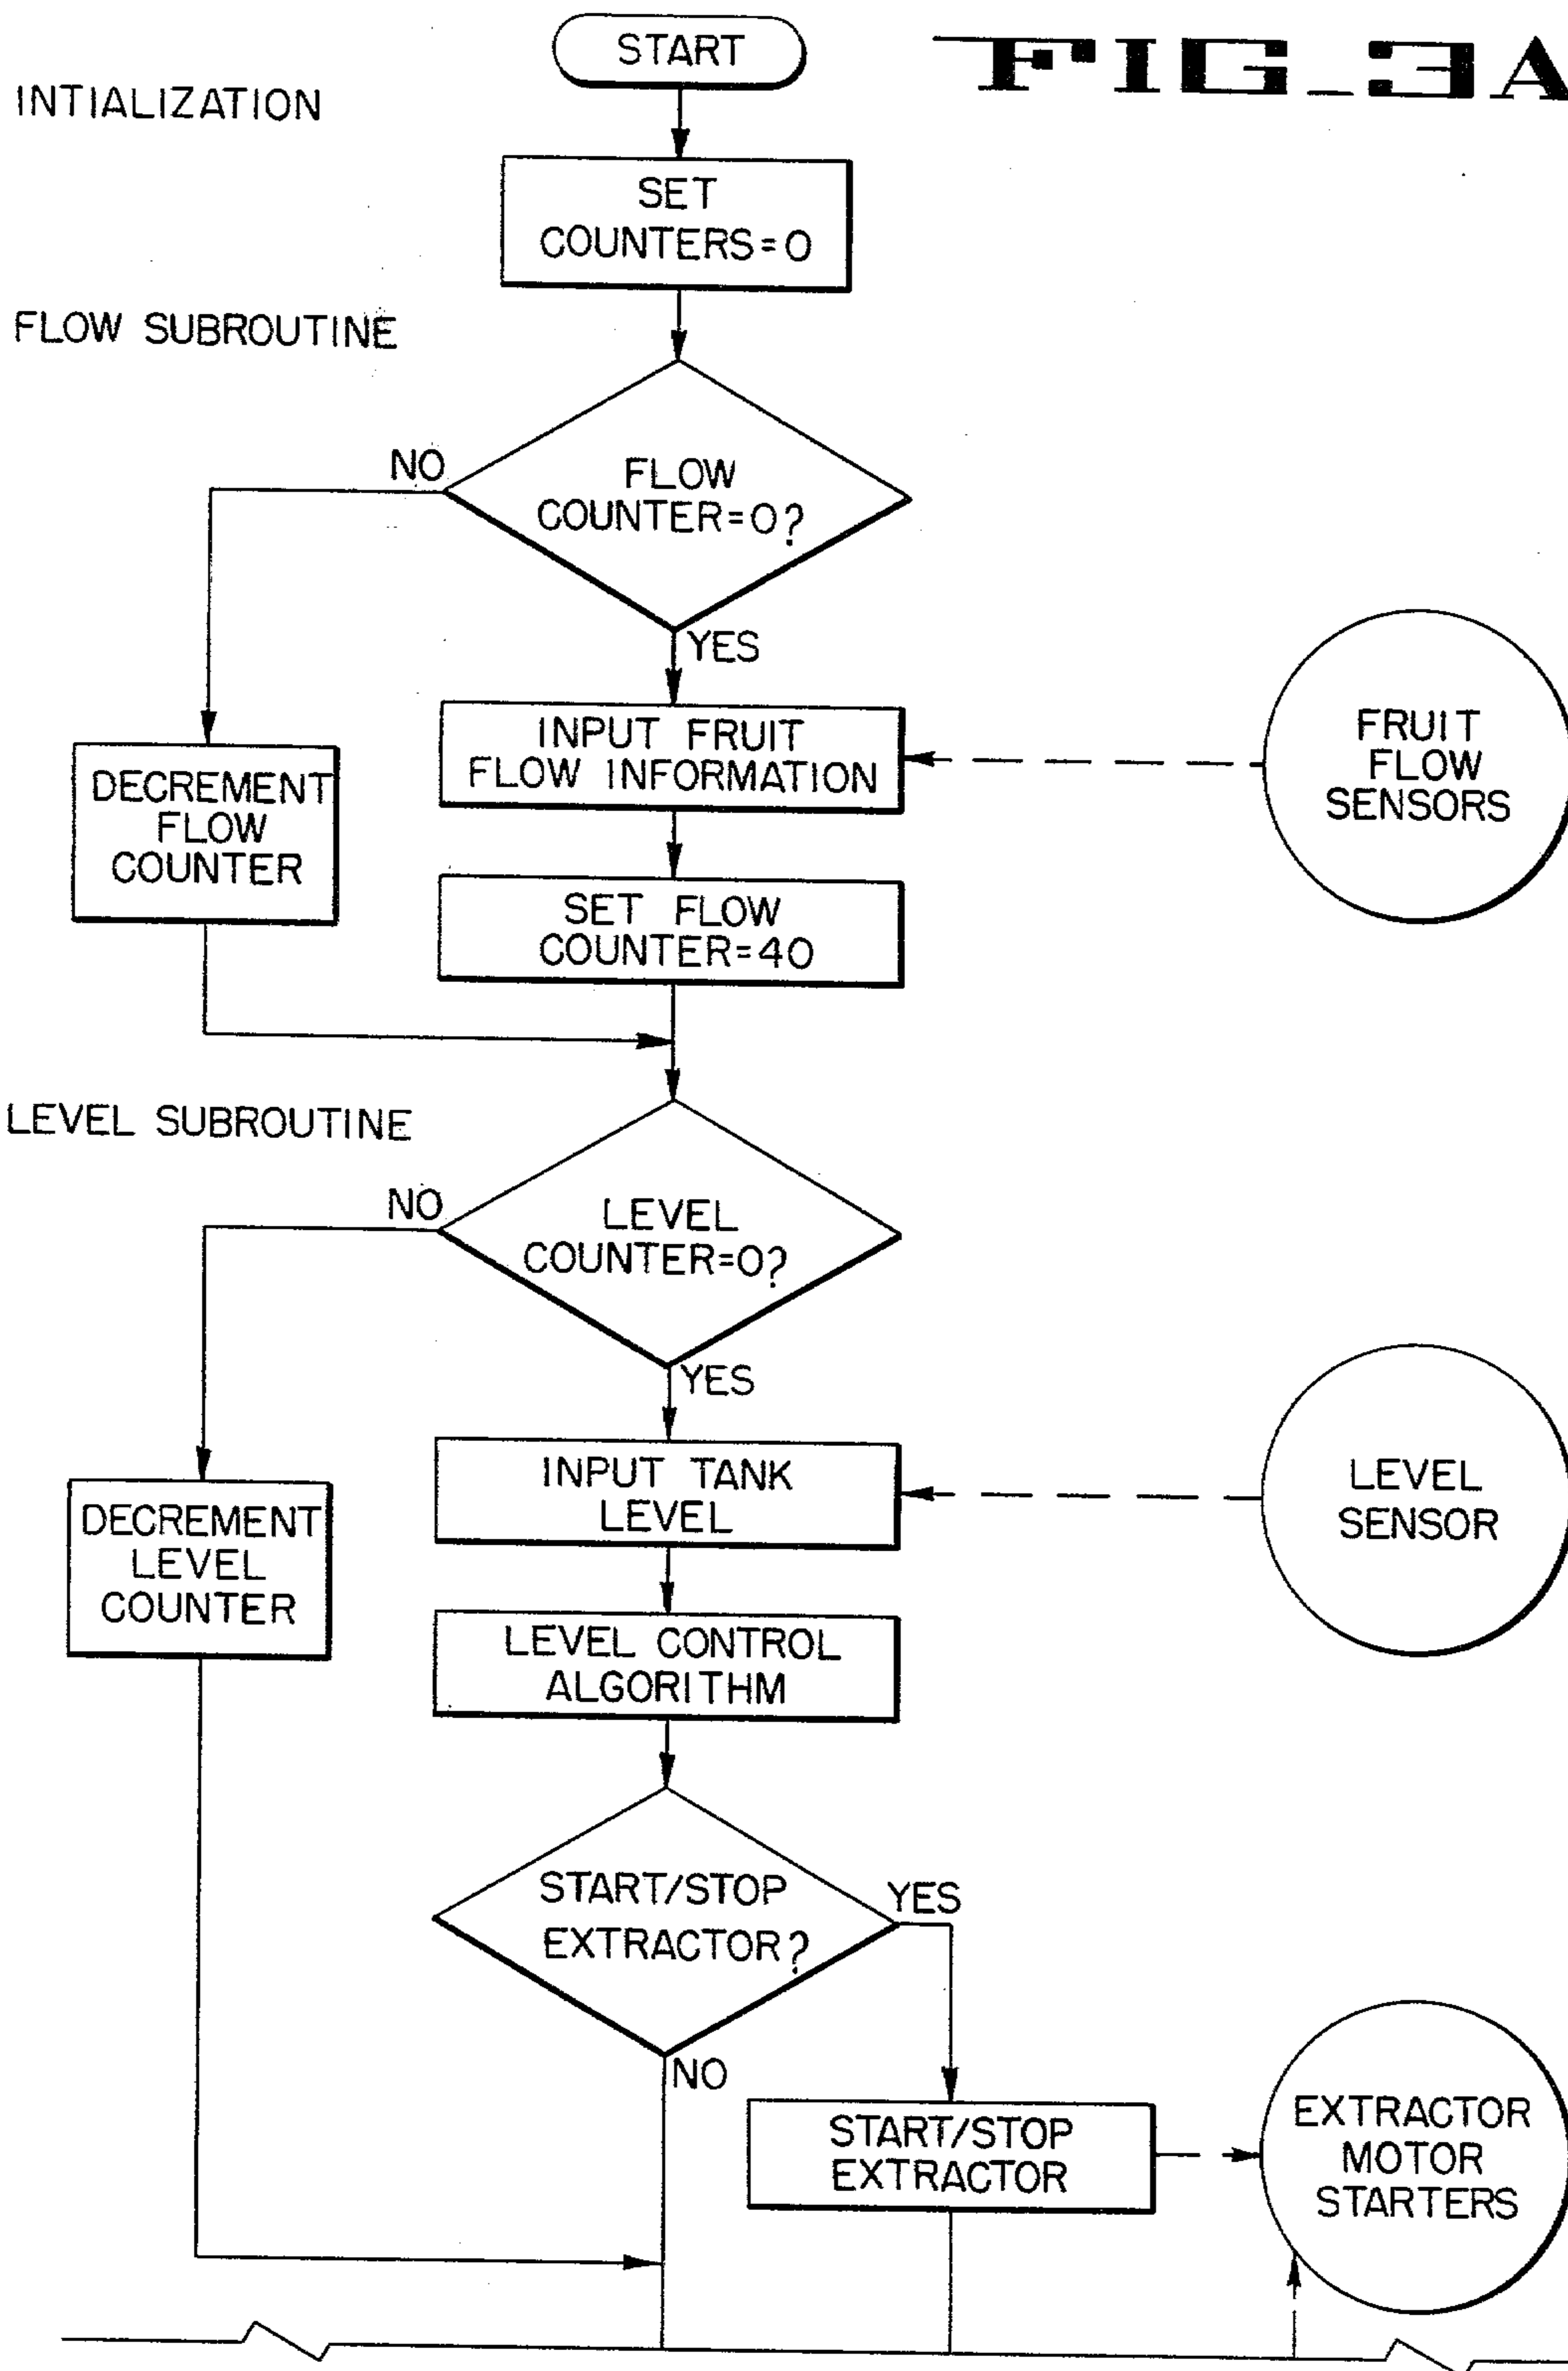 START
FIG_3A
INTIALIZATION
SET
COUNTERS=0
FLOW SUBROUTINE
NO
FLOW
COUNTER=0?
YES
INPUT FRUIT
FLOW INFORMATION
FRUIT
FLOW
SENSORS
DECREMENT
FLOW
COUNTER
SET FLOW
COUNTER=40
LEVEL SUBROUTINE
NO
LEVEL
COUNTER=0?
YES
INPUT TANK
LEVEL
LEVEL
SENSOR
DECREMENT
LEVEL
COUNTER
LEVEL CONTROL
ALGORITHM
START/STOP
EXTRACTOR?
YES
NO
START/STOP
EXTRACTOR
EXTRACTOR
MOTOR
STARTERS